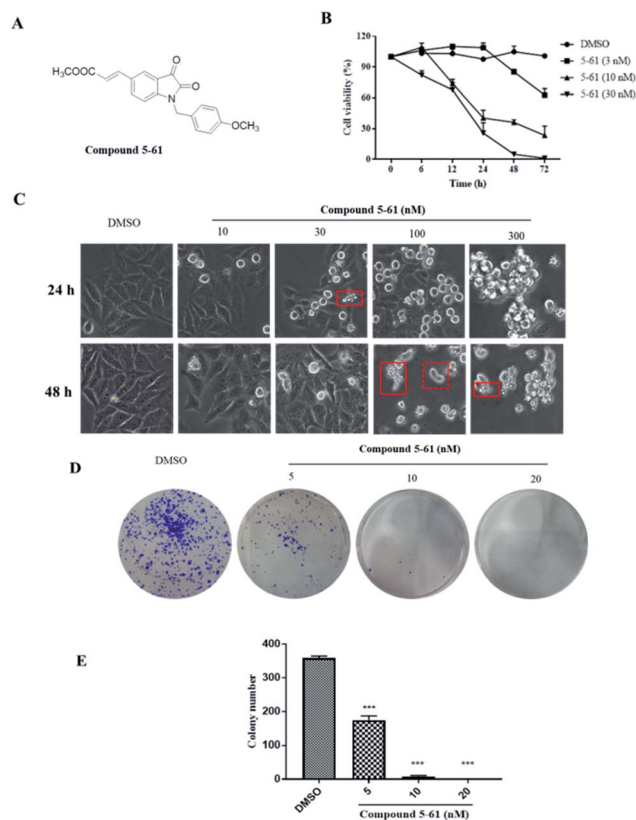 A
H₃COOC
O
O
N
OCH₃
Compound 5-61
B
Cell viability (%)
130
90
60
30
0
0 6 12 24 48 72
Time (h)
DMSO
5-61 (3 nM)
5-61 (10 nM)
5-61 (30 nM)
C
DMSO
Compound 5-61 (nM)
10 30 100 300
24 h
48 h
D
DMSO
Compound 5-61 (nM)
5 10 20
E
Colony number
400
300
200
100
0
***
*** ***
DMSO 5 10 20
Compound 5-61 (nM)